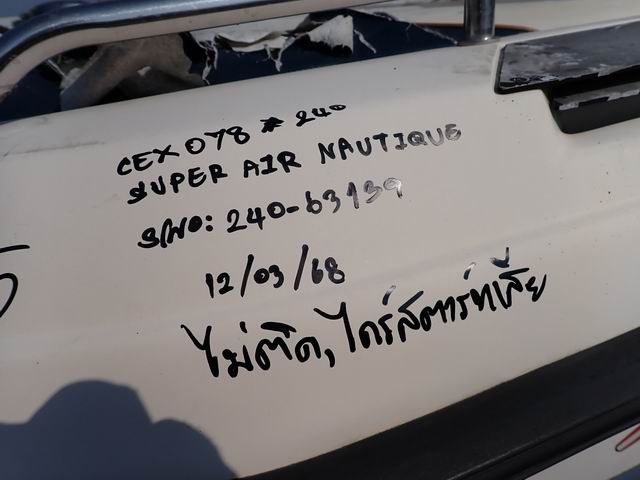 CEX 078 * 240
SUPER AIR NAUTIQUE
S/NO: 240-63139
12/03/68
ไม่ติด, ไดร์สตาร์ทเสีย